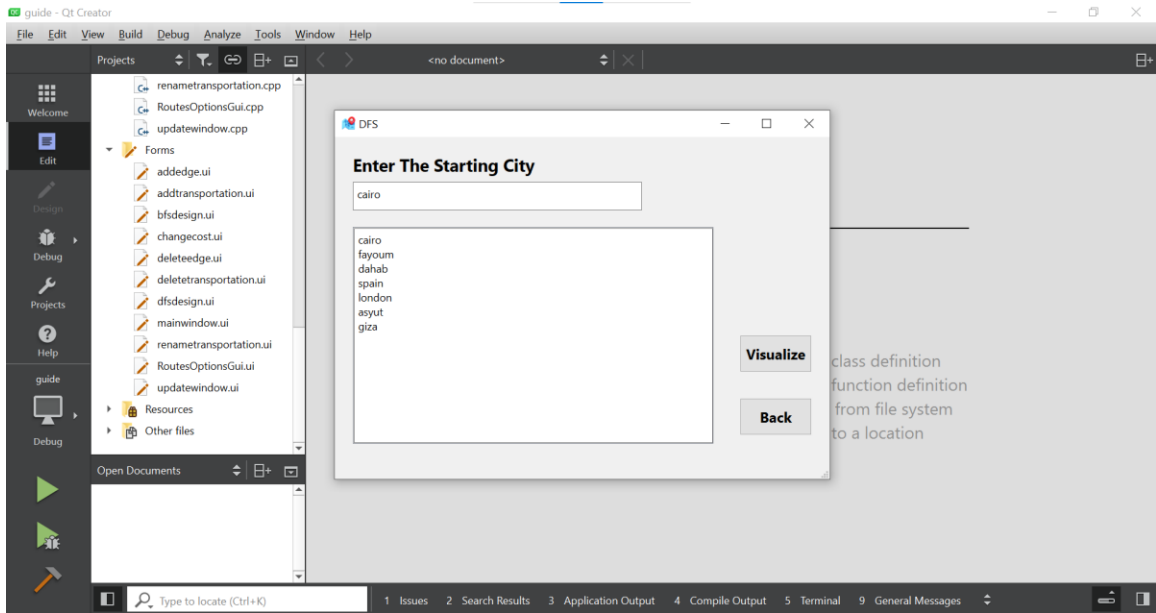 guide - Qt Creator
File Edit View Build Debug Analyze Tools Window Help
Projects
<no document>
Welcome
Edit
Design
Debug
Projects
Help
guide
Debug
renametransportation.cpp
RoutesOptionsGui.cpp
updatewindow.cpp
Forms
addedge.ui
addtransportation.ui
bfsdesign.ui
changecost.ui
deleteedge.ui
deletetransportation.ui
dfsdesign.ui
mainwindow.ui
renametransportation.ui
RoutesOptionsGui.ui
updatewindow.ui
Resources
Other files
Open Documents
DFS
Enter The Starting City
cairo
cairo
fayoum
dahab
spain
london
asyut
giza
Visualize
Back
class definition
function definition
from file system
to a location
Type to locate (Ctrl+K)
1 Issues 2 Search Results 3 Application Output 4 Compile Output 5 Terminal 9 General Messages